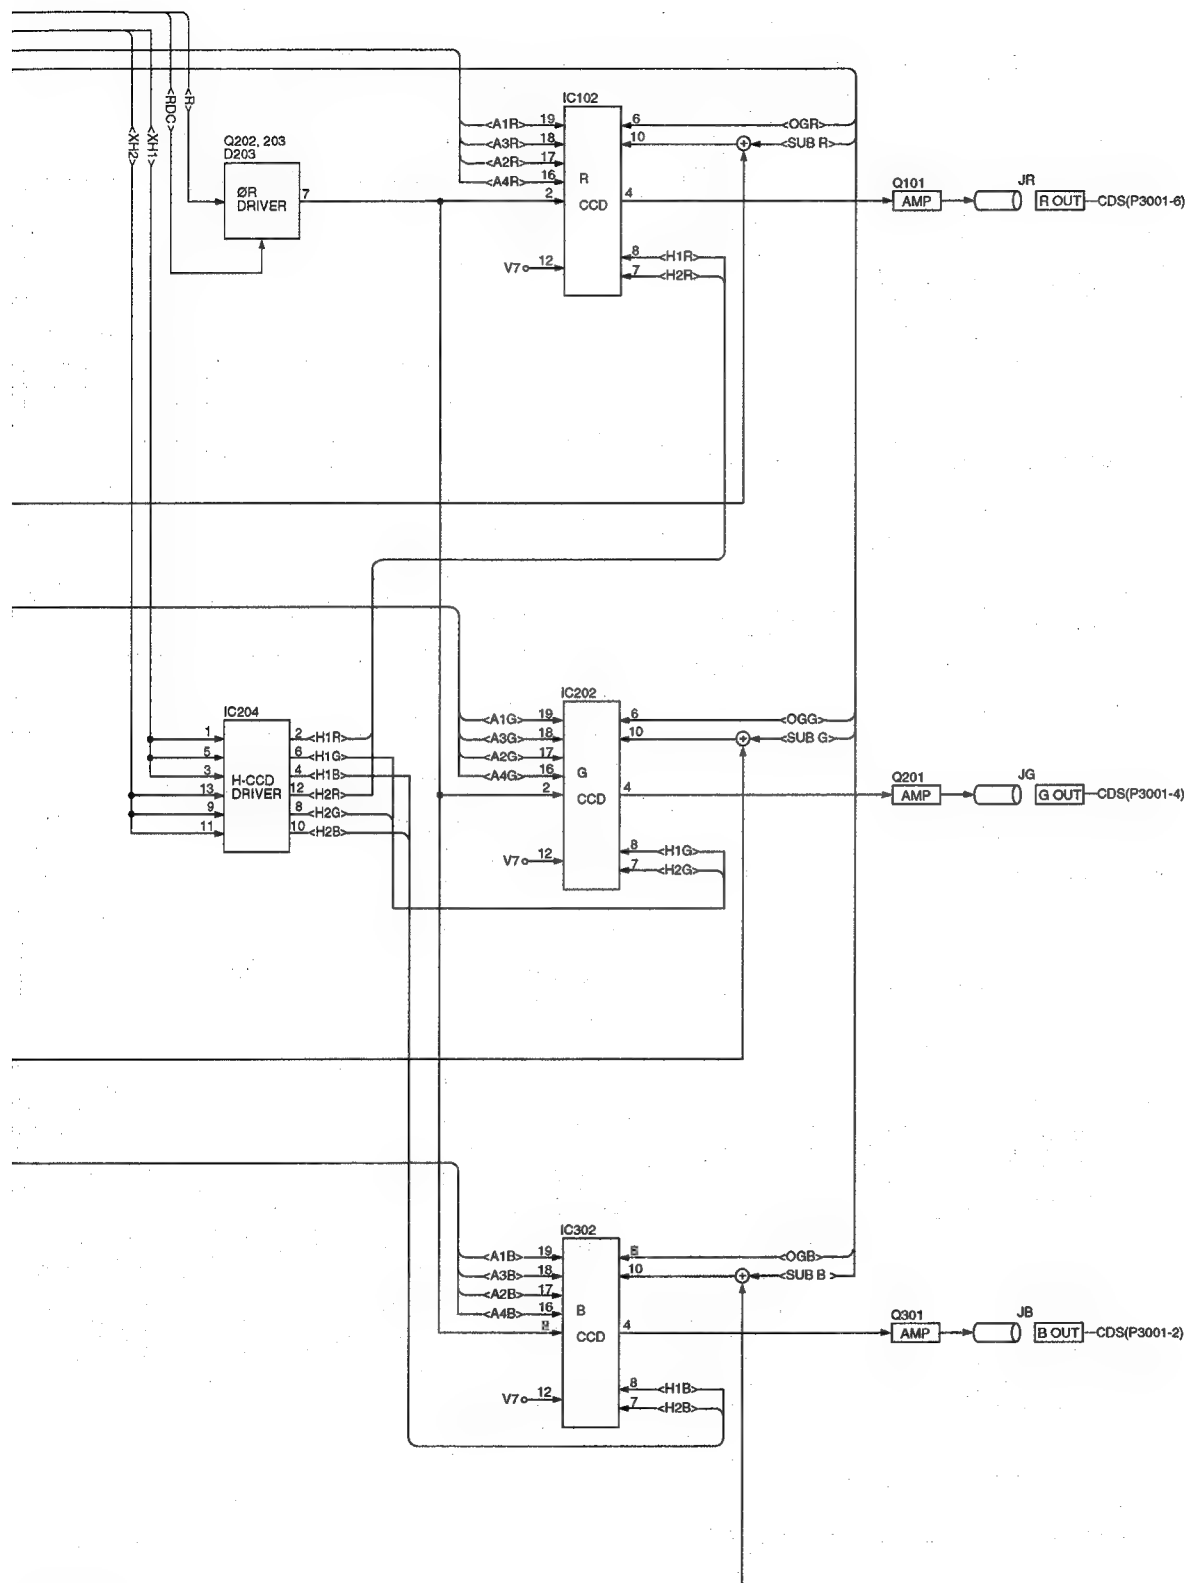 <XH2>
<XH1>
<RDC>
<R>
Q202, 203
D203
ØR
DRIVER
7
IC102
<A1R> 19
<A3R> 18
<A2R> 17
<A4R> 16
2
R
CCD
V7 12
6 <OGR>
10 + <SUB R>
4
8 <H1R>
7 <H2R>
Q101
AMP
JR
R OUT CDS(P3001-6)
IC204
1
5
3
13
9
11
H-CCD
DRIVER
2 <H1R>
6 <H1G>
4 <H1B>
12 <H2R>
8 <H2G>
10 <H2B>
IC202
<A1G> 19
<A3G> 18
<A2G> 17
<A4G> 16
2
G
CCD
V7 12
6 <OGG>
10 + <SUB G>
4
8 <H1G>
7 <H2G>
Q201
AMP
JG
G OUT CDS(P3001-4)
IC302
<A1B> 19
<A3B> 18
<A2B> 17
<A4B> 16
B
CCD
V7 12
<OGB>
10 + <SUB B >
4
8 <H1B>
7 <H2B>
Q301
AMP
JB
B OUT CDS(P3001-2)